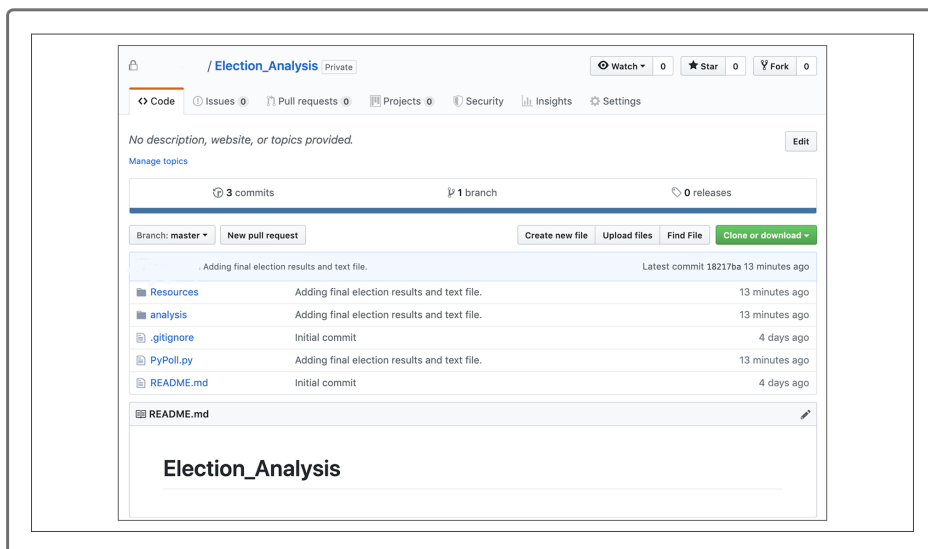 / Election_Analysis Private
Watch 0 Star 0 Fork 0
Code Issues 0 Pull requests 0 Projects 0 Security Insights Settings
No description, website, or topics provided.
Edit
Manage topics
3 commits 1 branch 0 releases
Branch: master New pull request Create new file Upload files Find File Clone or download
Adding final election results and text file. Latest commit 18217ba 13 minutes ago
Resources Adding final election results and text file. 13 minutes ago
analysis Adding final election results and text file. 13 minutes ago
.gitignore Initial commit 4 days ago
PyPoll.py Adding final election results and text file. 13 minutes ago
README.md Initial commit 4 days ago
README.md
Election_Analysis